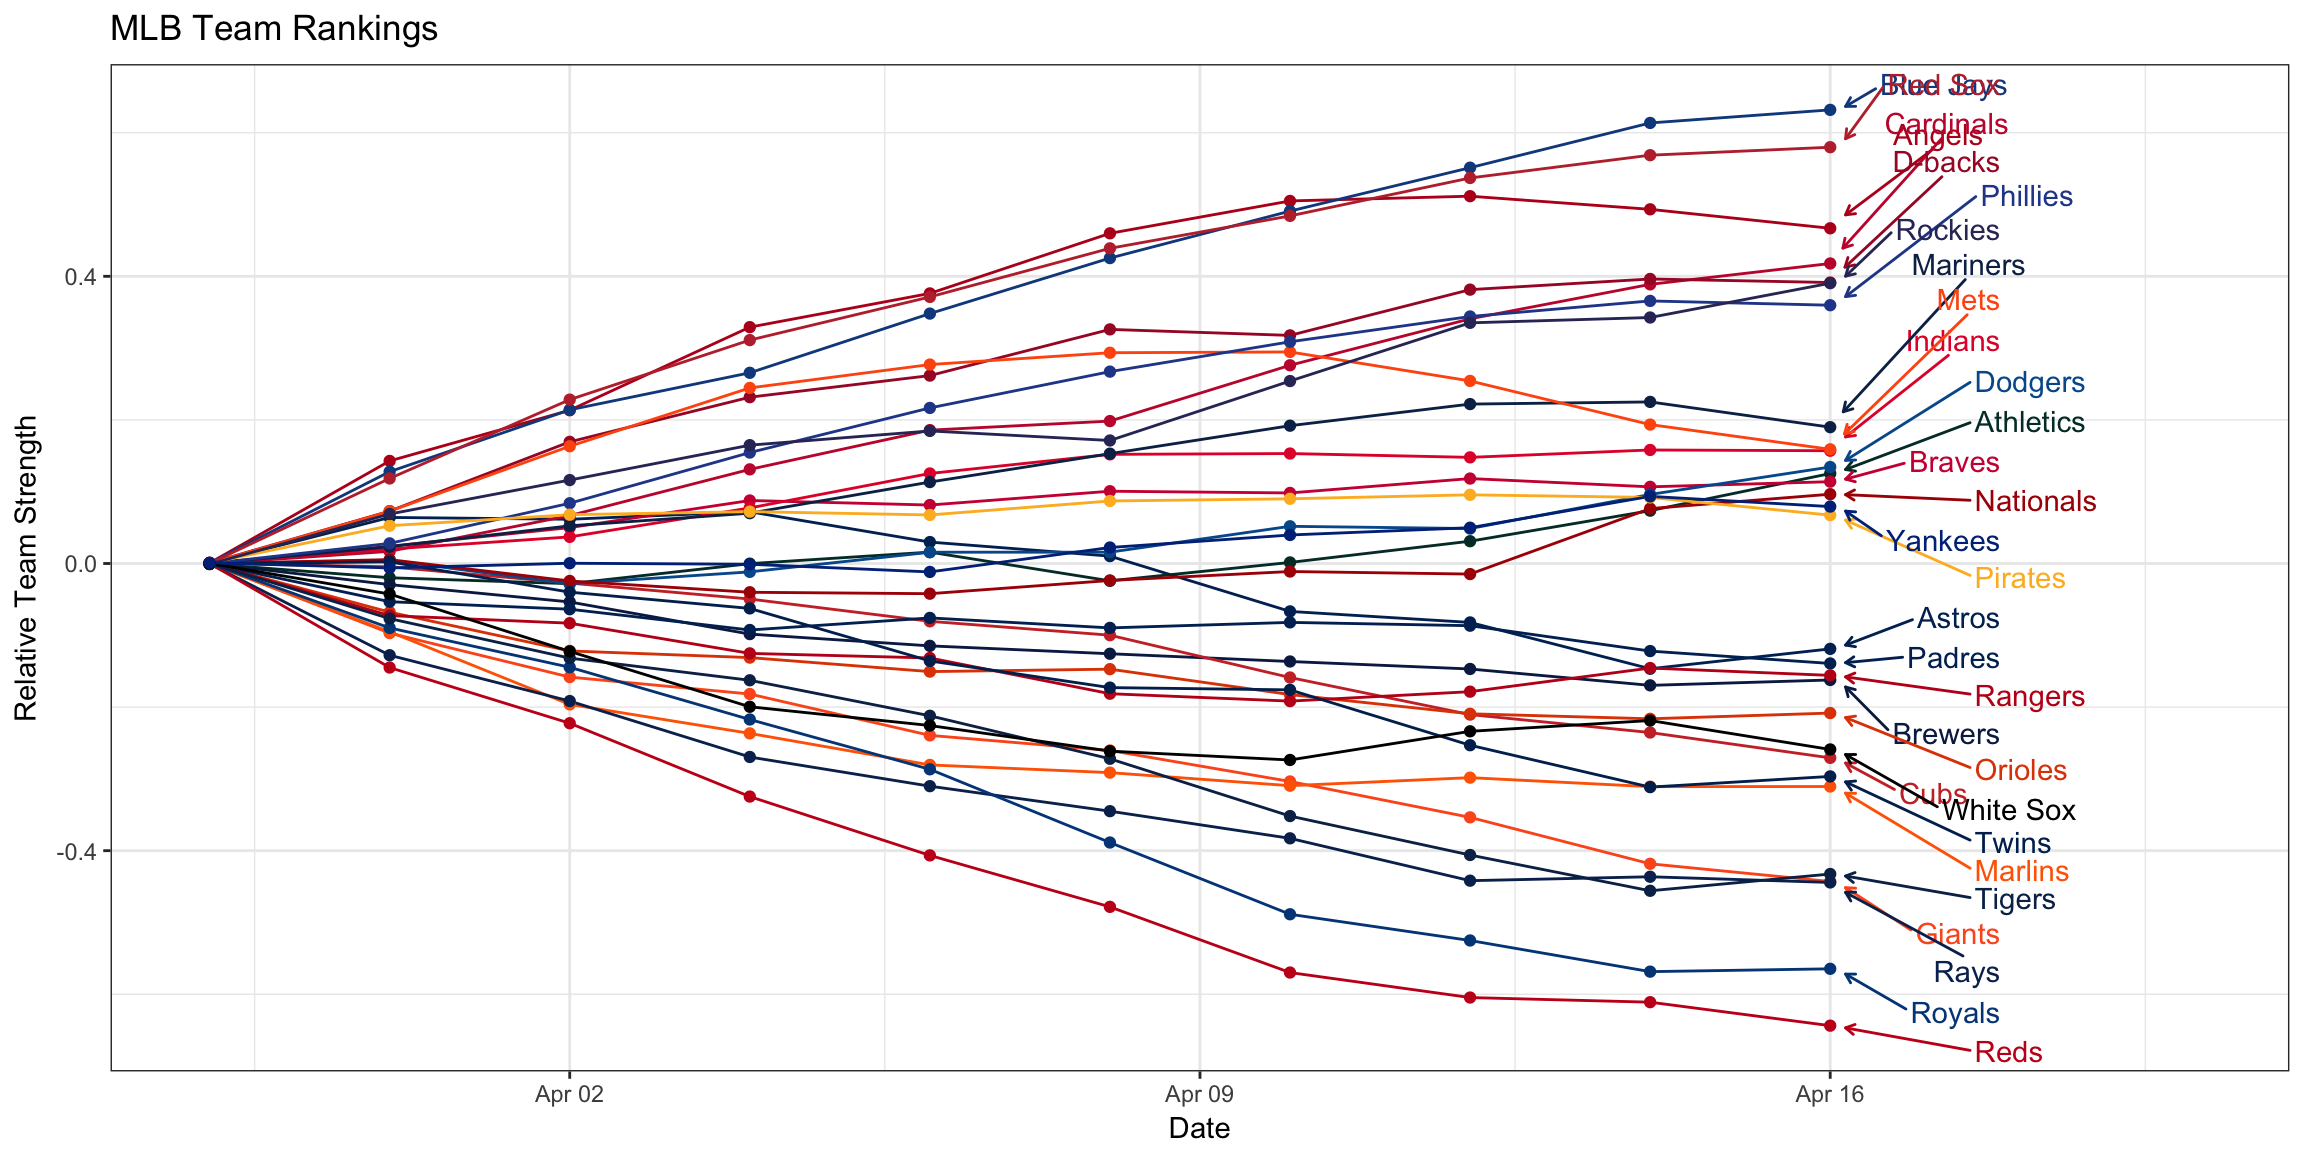 MLB Team Rankings
Blue Jays
Red Sox
Cardinals
Angels
D-backs
Phillies
Rockies
Mariners
Mets
Indians
Dodgers
Athletics
Braves
Nationals
Yankees
Pirates
Astros
Padres
Rangers
Brewers
Orioles
Cubs
White Sox
Twins
Marlins
Tigers
Giants
Rays
Royals
Reds
Relative Team Strength
0.4
0.0
-0.4
Apr 02
Apr 09
Apr 16
Date